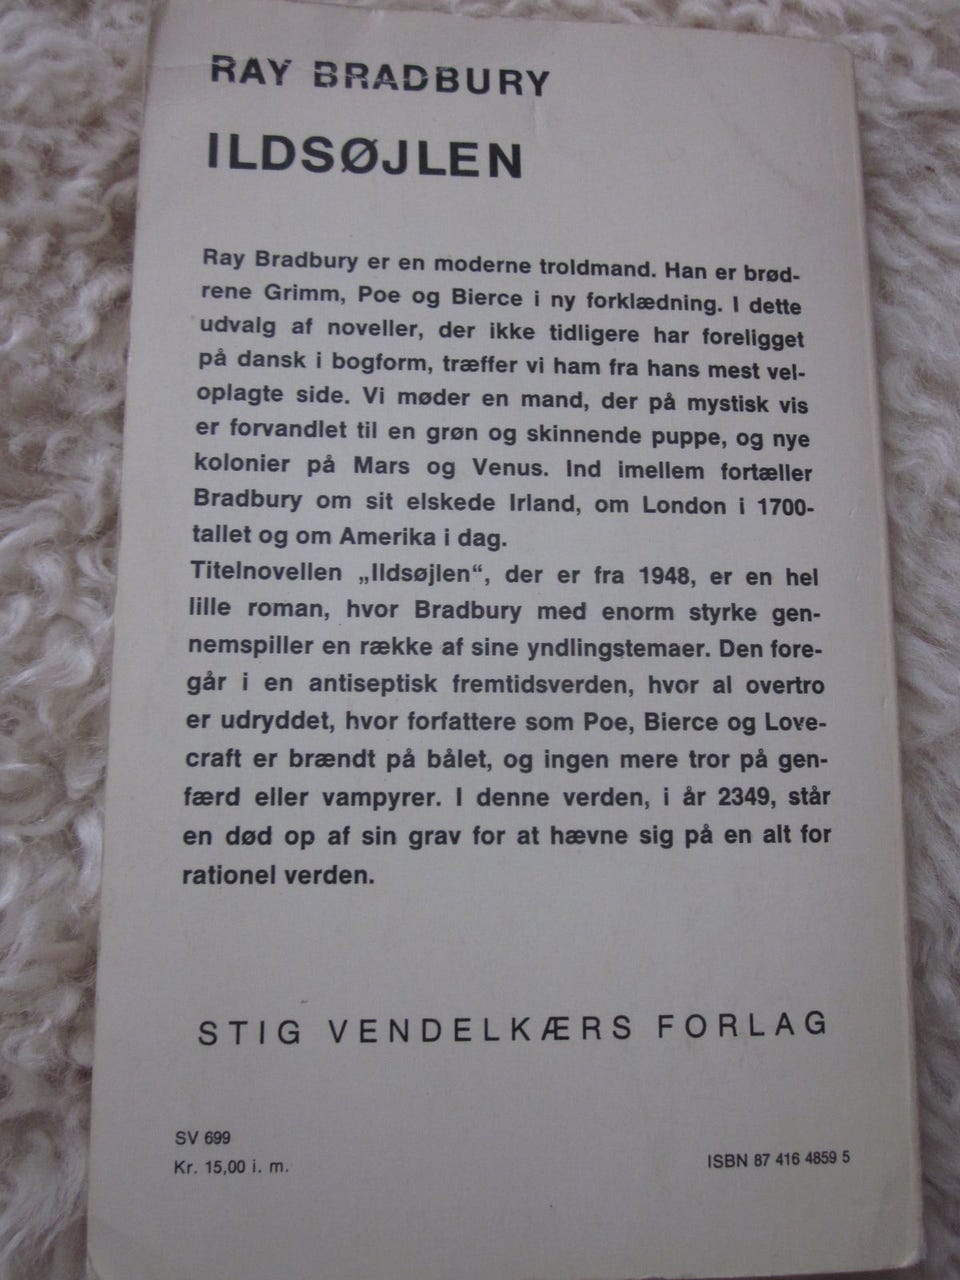 RAY BRADBURY
ILDSØJLEN
Ray Bradbury er en moderne troldmand. Han er brød-
rene Grimm, Poe og Bierce i ny forklædning. I dette
udvalg af noveller, der ikke tidligere har foreligget
på dansk i bogform, træffer vi ham fra hans mest vel-
oplagte side. Vi møder en mand, der på mystisk vis
er forvandlet til en grøn og skinnende puppe, og nye
kolonier på Mars og Venus. Ind imellem fortæller
Bradbury om sit elskede Irland, om London i 1700-
tallet og om Amerika i dag.
Titelnovellen „Ildsøjlen“, der er fra 1948, er en hel
lille roman, hvor Bradbury med enorm styrke gen-
nemspiller en række af sine yndlingstemaer. Den fore-
går i en antiseptisk fremtidsverden, hvor al overtro
er udryddet, hvor forfattere som Poe, Bierce og Love-
craft er brændt på bålet, og ingen mere tror på gen-
færd eller vampyrer. I denne verden, i år 2349, står
en død op af sin grav for at hævne sig på en alt for
rationel verden.
STIG VENDELKÆRS FORLAG
SV 699
Kr. 15,00 i. m.
ISBN 87 416 4859 5